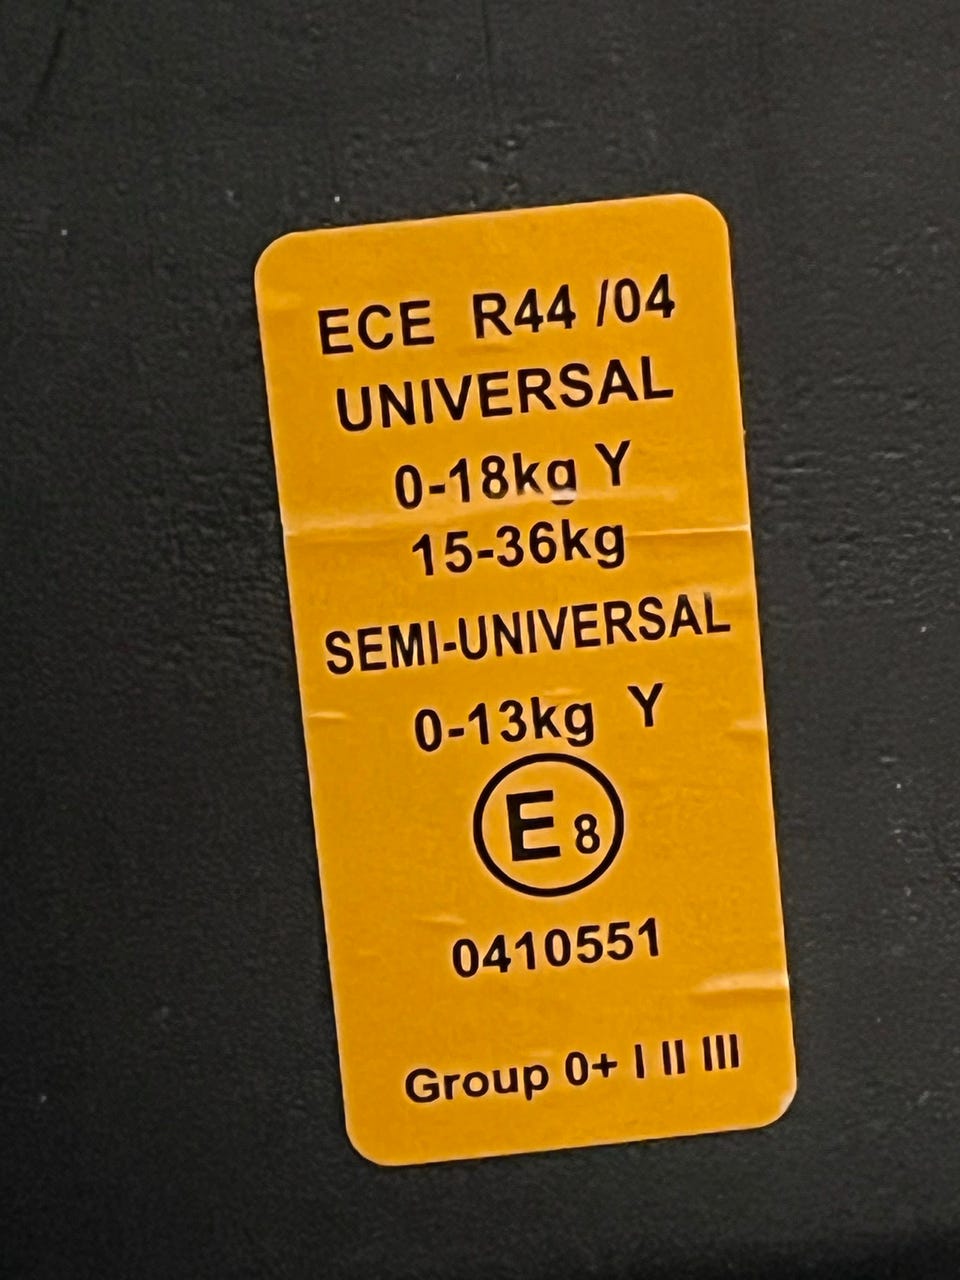 ECE R44 /04
UNIVERSAL
0-18kg Y
15-36kg
SEMI-UNIVERSAL
0-13kg Y
E 8
0410551
Group 0+ I II III